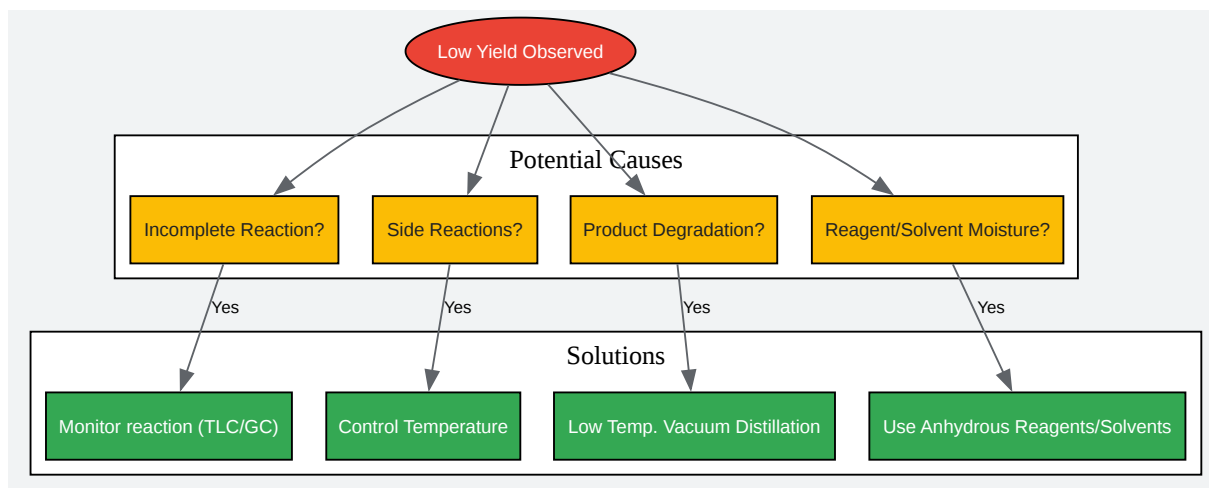 Low Yield Observed
Potential Causes
Incomplete Reaction?
Side Reactions?
Product Degradation?
Reagent/Solvent Moisture?
Yes
Yes
Yes
Yes
Solutions
Monitor reaction (TLC/GC)
Control Temperature
Low Temp. Vacuum Distillation
Use Anhydrous Reagents/Solvents